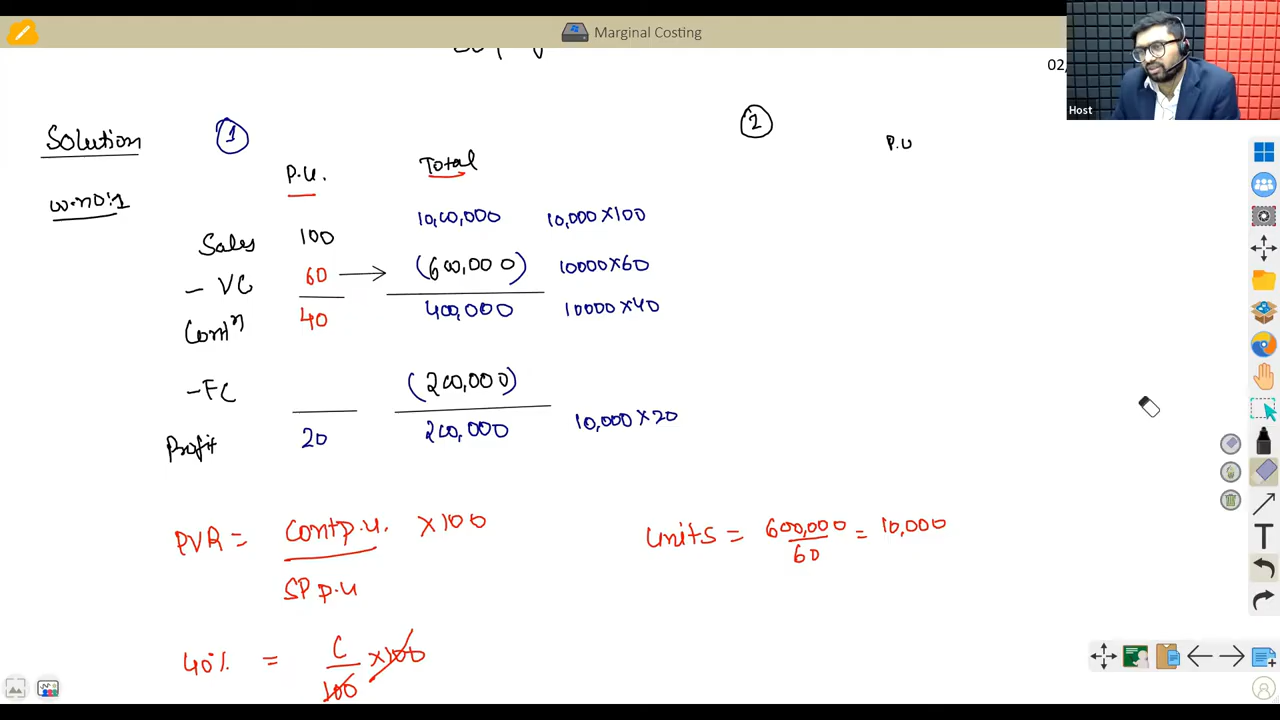 Marginal Costing
02/
Host
Solution 1 2
P.U
P.U. Total
W.NO:1
Sales 100 10,00,000 10,000×100
- VC 60 → (600,000) 10000×60
Contⁿ 40 400,000 10000×40
-FC (200,000)
Profit 20 200,000 10,000×20
PVR = Contp.u. ×100
SP p.u
Units = 600,000 = 10,000
60
40% = C ×100
100